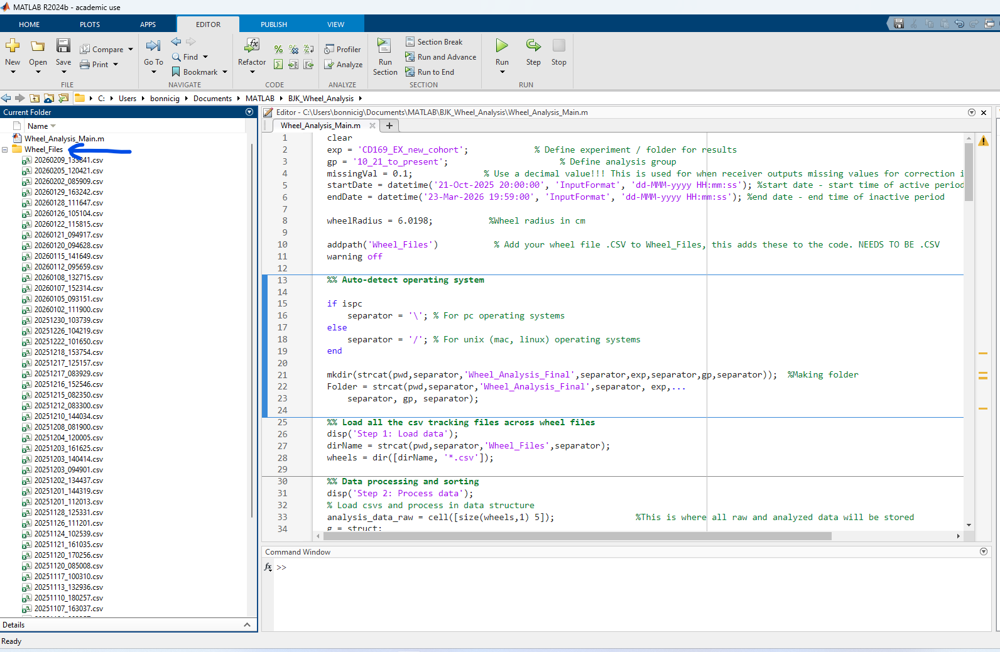 MATLAB R2024b - academic use
HOME PLOTS APPS EDITOR PUBLISH VIEW
New Open Save Compare Print
FILE
Go To Find Bookmark
NAVIGATE
Refactor
CODE
Profiler Analyze
ANALYZE
Run Section Section Break Run and Advance Run to End
SECTION
Run Step Stop
RUN
C: Users bonnicig Documents MATLAB BJK_Wheel_Analysis
Current Folder
Name
Wheel_Analysis_Main.m
Wheel_Files
20260209_133841.csv
20260205_120421.csv
20260202_085909.csv
20260129_163242.csv
20260128_111647.csv
20260126_105104.csv
20260122_115815.csv
20260121_094917.csv
20260120_094628.csv
20260115_141649.csv
20260112_095659.csv
20260108_132715.csv
20260107_152314.csv
20260105_093151.csv
20260102_111900.csv
20251230_103739.csv
20251226_104219.csv
20251222_101650.csv
20251218_153754.csv
20251217_125157.csv
20251217_083929.csv
20251216_152546.csv
20251215_082350.csv
20251212_083300.csv
20251210_144034.csv
20251208_081900.csv
20251204_120005.csv
20251203_161625.csv
20251203_140414.csv
20251203_094901.csv
20251202_134437.csv
20251201_144319.csv
20251201_112013.csv
20251128_125331.csv
20251126_111201.csv
20251124_102539.csv
20251121_161035.csv
20251120_170256.csv
20251120_085008.csv
20251117_100310.csv
20251113_132936.csv
20251110_180257.csv
20251107_163037.csv
Details
Ready
Editor - C:\Users\bonnicig\Documents\MATLAB\BJK_Wheel_Analysis\Wheel_Analysis_Main.m
Wheel_Analysis_Main.m
1 clear
2 exp = 'CD169_EX_new_cohort'; % Define experiment / folder for results
3 gp = '10_21_to_present'; % Define analysis group
4 missingVal = 0.1; % Use a decimal value!!! This is used for when receiver outputs missing values for correction i
5 startDate = datetime('21-Oct-2025 20:00:00', 'InputFormat', 'dd-MMM-yyyy HH:mm:ss'); %start date - start time of active period
6 endDate = datetime('23-Mar-2026 19:59:00', 'InputFormat', 'dd-MMM-yyyy HH:mm:ss'); %end date - end time of inactive period
7
8 wheelRadius = 6.0198; %Wheel radius in cm
9
10 addpath('Wheel_Files') % Add your wheel file .CSV to Wheel_Files, this adds these to the code. NEEDS TO BE .CSV
11 warning off
12
13 %% Auto-detect operating system
14
15 if ispc
16 separator = '\'; % For pc operating systems
17 else
18 separator = '/'; % For unix (mac, linux) operating systems
19 end
20
21 mkdir(strcat(pwd,separator,'Wheel_Analysis_Final',separator,exp,separator,gp,separator)); %Making folder
22 Folder = strcat(pwd,separator,'Wheel_Analysis_Final',separator, exp,...
23 separator, gp, separator);
24
25 %% Load all the csv tracking files across wheel files
26 disp('Step 1: Load data');
27 dirName = strcat(pwd,separator,'Wheel_Files',separator);
28 wheels = dir([dirName, '*.csv']);
29
30 %% Data processing and sorting
31 disp('Step 2: Process data');
32 % Load csvs and process in data structure
33 analysis_data_raw = cell([size(wheels,1) 5]); %This is where all raw and analyzed data will be stored
34 g = struct;
Command Window
fx >>